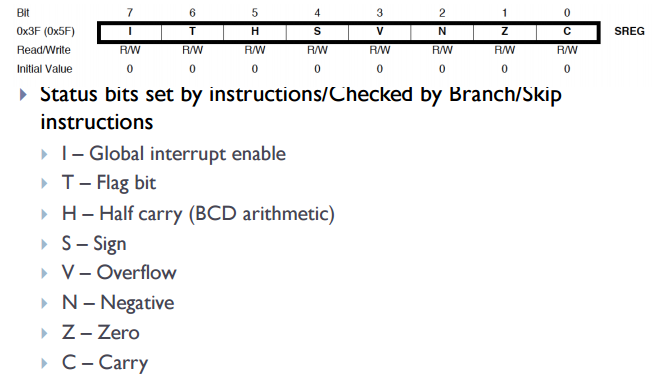 Bit 7 6 5 4 3 2 1 0
0x3F (0x5F) I T H S V N Z C SREG
Read/Write R/W R/W R/W R/W R/W R/W R/W R/W
Initial Value 0 0 0 0 0 0 0 0
Status bits set by instructions/Checked by Branch/Skip
instructions
I – Global interrupt enable
T – Flag bit
H – Half carry (BCD arithmetic)
S – Sign
V – Overflow
N – Negative
Z – Zero
C – Carry